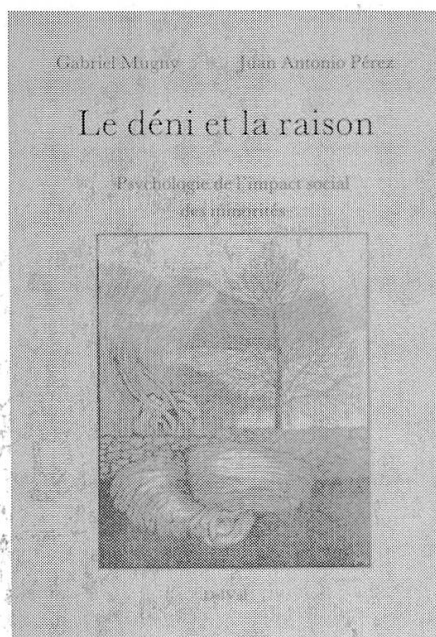 Gabriel Mugny Juan Antonio Pérez
Le déni et la raison
Psychologie de l'impact social
des minorités
DelVal